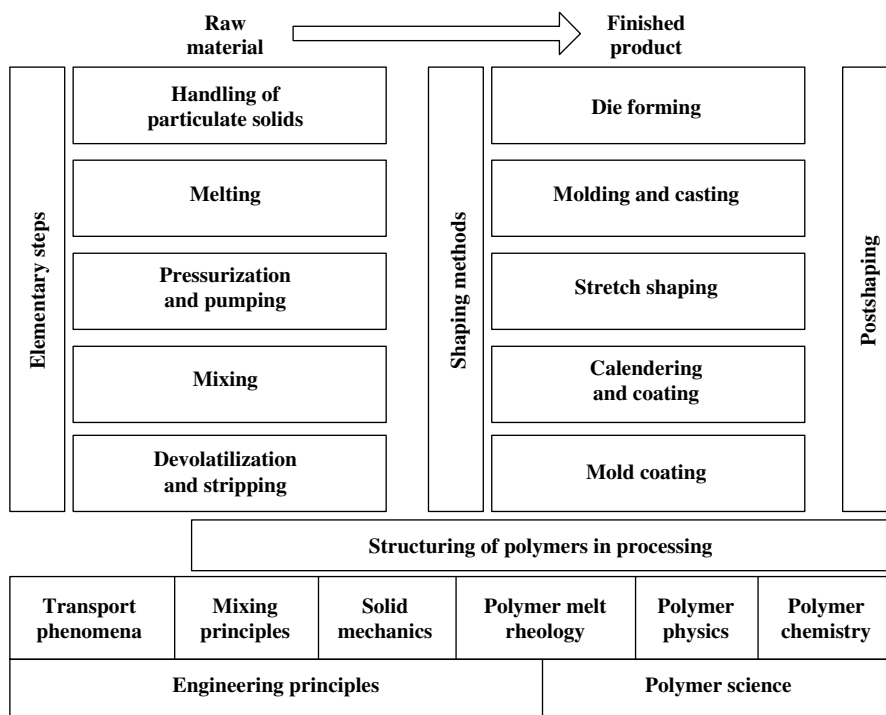 Raw
material
Finished
product
Elementary steps
Handling of
particulate solids
Melting
Pressurization
and pumping
Mixing
Devolatilization
and stripping
Shaping methods
Die forming
Molding and casting
Stretch shaping
Calendering
and coating
Mold coating
Postshaping
Structuring of polymers in processing
Transport
phenomena
Mixing
principles
Solid
mechanics
Polymer melt
rheology
Polymer
physics
Polymer
chemistry
Engineering principles
Polymer science